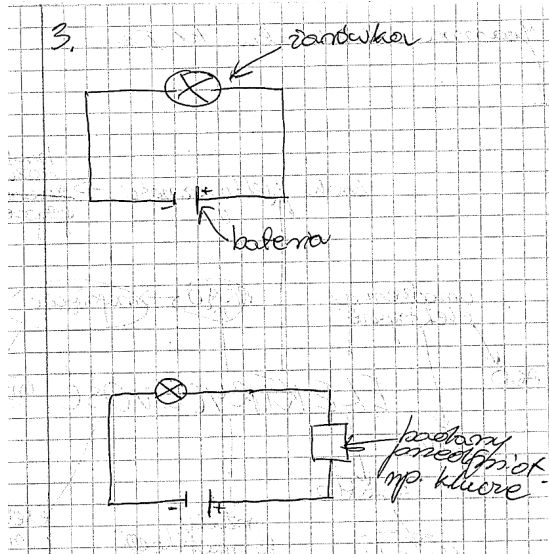 3.
żarówka
+
-
bateria
badany
przedmiot
np. klucze
-
+